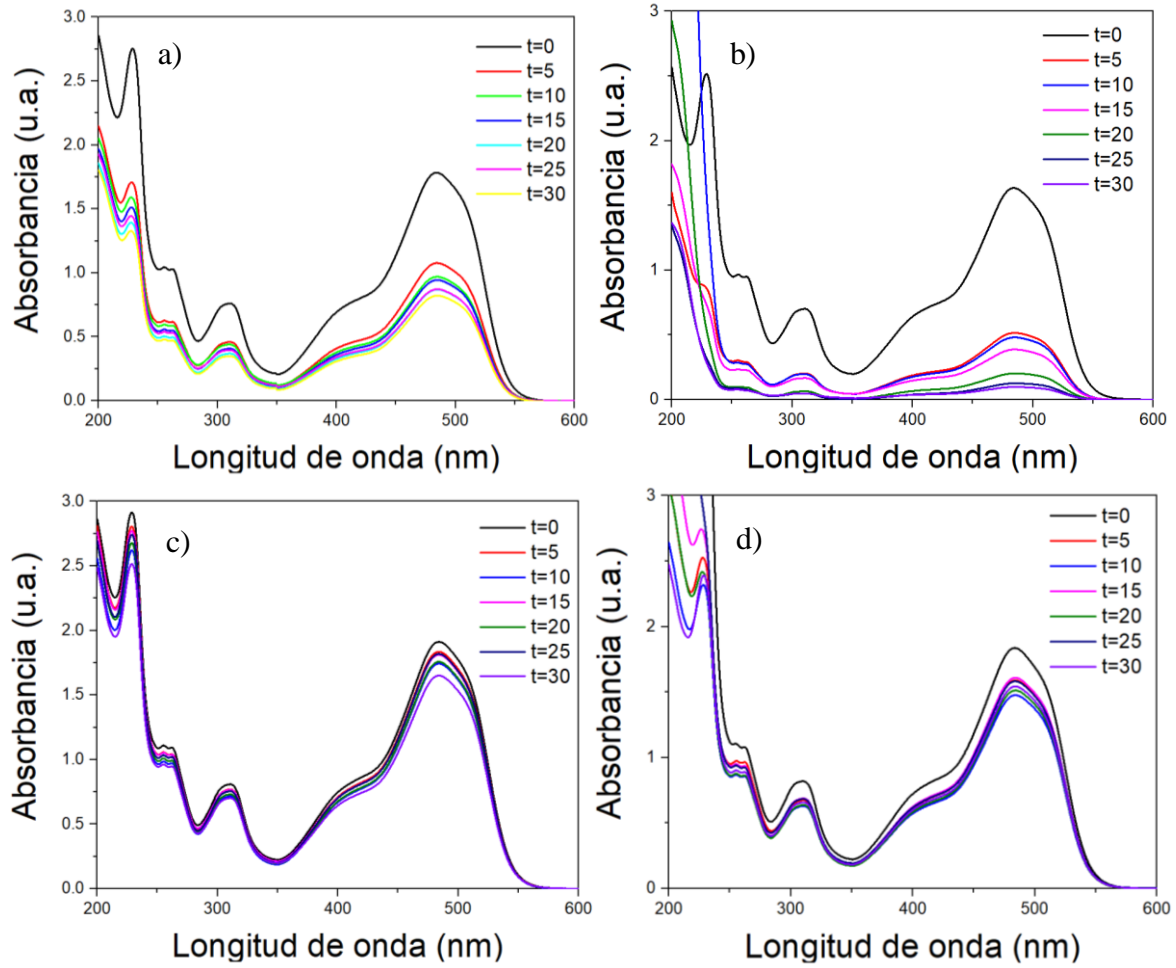 a)
3.0
2.5
2.0
1.5
1.0
0.5
0.0
Absorbancia (u.a.)
t=0
t=5
t=10
t=15
t=20
t=25
t=30
200 300 400 500 600
Longitud de onda (nm)
b)
3
2
1
0
Absorbancia (u.a.)
t=0
t=5
t=10
t=15
t=20
t=25
t=30
200 300 400 500 600
Longitud de onda (nm)
c)
3.0
2.5
2.0
1.5
1.0
0.5
0.0
Absorbancia (u.a.)
t=0
t=5
t=10
t=15
t=20
t=25
t=30
200 300 400 500 600
Longitud de onda (nm)
d)
3
2
1
0
Absorbancia (u.a.)
t=0
t=5
t=10
t=15
t=20
t=25
t=30
200 300 400 500 600
Longitud de onda (nm)